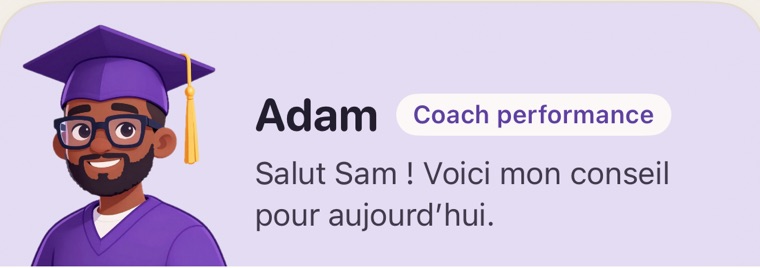 Adam
Coach performance
Salut Sam ! Voici mon conseil
pour aujourd’hui.